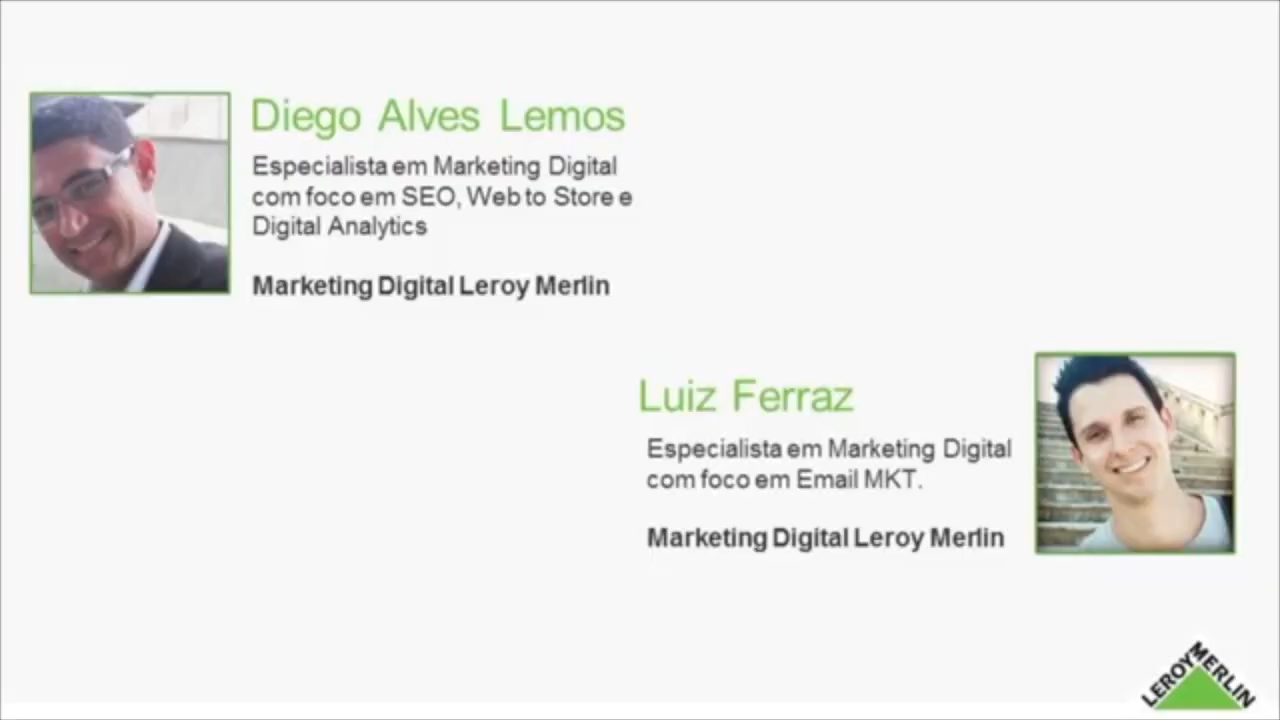 Diego Alves Lemos
Especialista em Marketing Digital
com foco em SEO, Web to Store e
Digital Analytics
Marketing Digital Leroy Merlin
Luiz Ferraz
Especialista em Marketing Digital
com foco em Email MKT.
Marketing Digital Leroy Merlin
LEROY MERLIN